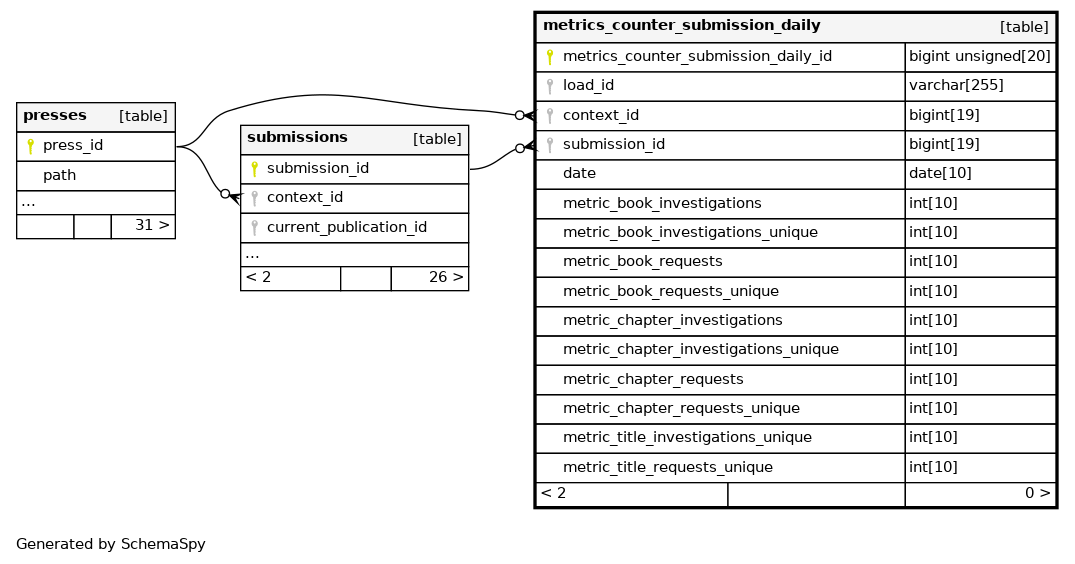 presses [table]
press_id
path
...
31 >
submissions [table]
submission_id
context_id
current_publication_id
...
< 2 26 >
metrics_counter_submission_daily [table]
metrics_counter_submission_daily_id bigint unsigned[20]
load_id varchar[255]
context_id bigint[19]
submission_id bigint[19]
date date[10]
metric_book_investigations int[10]
metric_book_investigations_unique int[10]
metric_book_requests int[10]
metric_book_requests_unique int[10]
metric_chapter_investigations int[10]
metric_chapter_investigations_unique int[10]
metric_chapter_requests int[10]
metric_chapter_requests_unique int[10]
metric_title_investigations_unique int[10]
metric_title_requests_unique int[10]
< 2 0 >
Generated by SchemaSpy